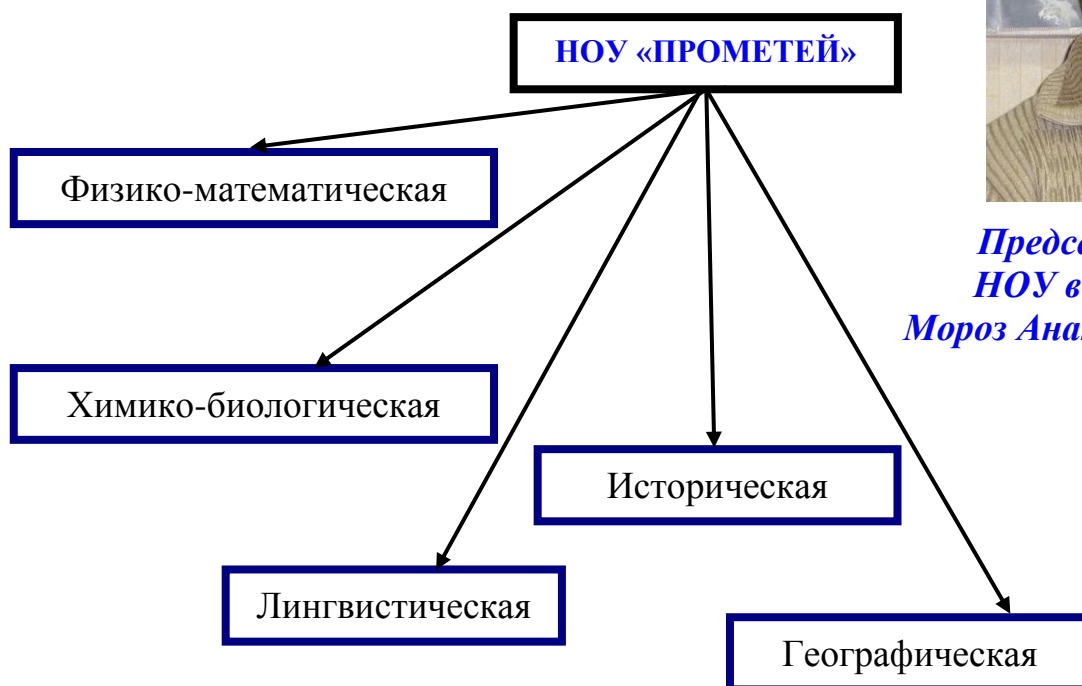 НОУ «ПРОМЕТЕЙ»
Физико-математическая
НОУ
Мороз
Химико-биологическая
Историческая
Лингвистическая
Географическая